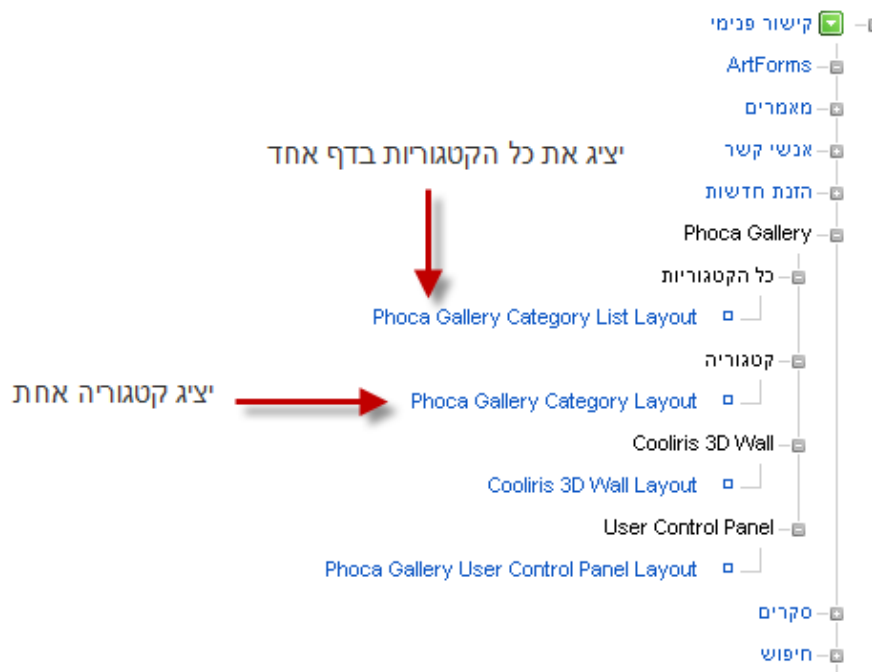 קישור פנימי
ArtForms
מאמרים
אנשי קשר
יציג את כל הקטגוריות בדף אחד
הזנת חדשות
Phoca Gallery
כל הקטגוריות
Phoca Gallery Category List Layout
קטגוריה
Phoca Gallery Category Layout
יציג קטגוריה אחת
Cooliris 3D Wall
Cooliris 3D Wall Layout
User Control Panel
Phoca Gallery User Control Panel Layout
סקרים
חיפוש